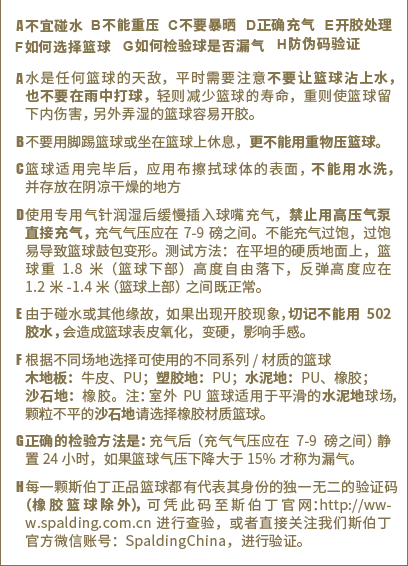 A不宜碰水 B不能重压 C不要暴晒 D正确充气 E开胶处理
F如何选择篮球 G如何检验球是否漏气 H防伪码验证
A水是任何篮球的天敌，平时需要注意不要让篮球沾上水，
也不要在雨中打球，轻则减少篮球的寿命，重则使篮球留
下内伤害，另外弄湿的篮球容易开胶。
B不要用脚踢篮球或坐在篮球上休息，更不能用重物压篮球。
C篮球适用完毕后，应用布擦拭球体的表面，不能用水洗，
并存放在阴凉干燥的地方
D使用专用气针润湿后缓慢插入球嘴充气，禁止用高压气泵
直接充气，充气气压应在 7-9 磅之间。不能充气过饱，过饱
易导致篮球鼓包变形。测试方法：在平坦的硬质地面上，篮
球重 1.8 米（篮球下部）高度自由落下，反弹高度应在
1.2 米 -1.4 米（篮球上部）之间既正常。
E 由于碰水或其他缘故，如果出现开胶现象，切记不能用 502
胶水，会造成篮球表皮氧化，变硬，影响手感。
F 根据不同场地选择可使用的不同系列 / 材质的篮球
木地板：牛皮、PU；塑胶地：PU；水泥地：PU、橡胶；
沙石地：橡胶。注：室外 PU 篮球适用于平滑的水泥地球场，
颗粒不平的沙石地请选择橡胶材质篮球。
G正确的检验方法是：充气后（充气气压应在 7-9 磅之间）静
置 24 小时，如果篮球气压下降大于 15% 才称为漏气。
H每一颗斯伯丁正品篮球都有代表其身份的独一无二的验证码
(橡胶篮球除外)，可凭此码至斯伯丁官网:http://ww-
w.spalding.com.cn 进行查验，或者直接关注我们斯伯丁
官方微信账号：SpaldingChina，进行验证。